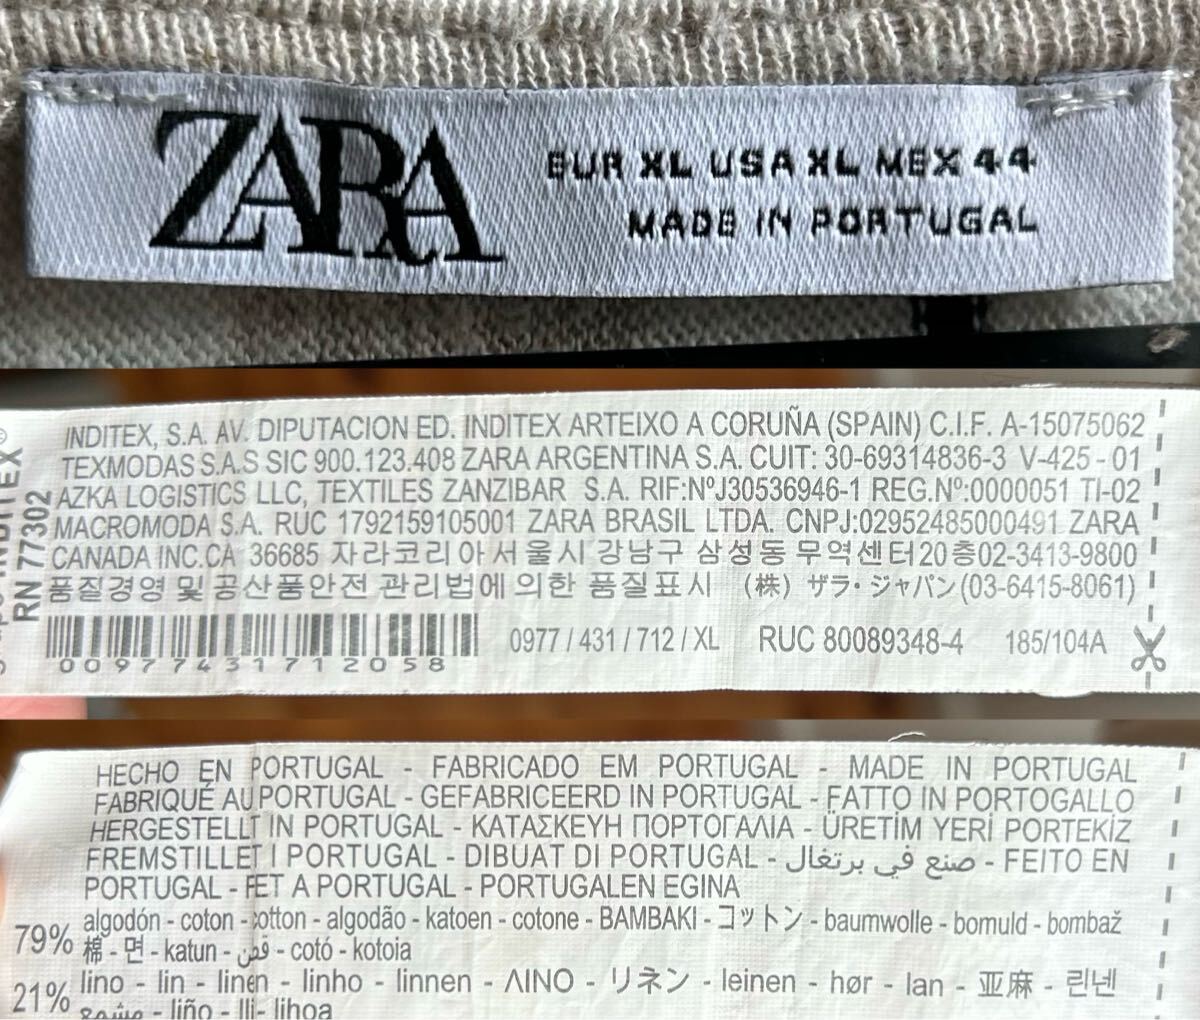 ZARA
EUR XL USA XL MEX 44
MADE IN PORTUGAL
INDITEX, S.A. AV. DIPUTACION ED. INDITEX ARTEIXO A CORUÑA (SPAIN) C.I.F. A-15075062
TEXMODAS S.A.S SIC 900.123.408 ZARA ARGENTINA S.A. CUIT: 30-69314836-3 V-425-01
AZKA LOGISTICS LLC, TEXTILES ZANZIBAR S.A. RIF:NºJ30536946-1 REG.Nº:0000051 TI-02
MACROMODA S.A. RUC 1792159105001 ZARA BRASIL LTDA. CNPJ:02952485000491 ZARA
CANADA INC.CA 36685 자라코리아서울시 강남구 삼성동 무역센터20층02-3413-9800
품질경영 및 공산품안전 관리법에 의한 품질표시 (株) ザラ・ジャパン(03-6415-8061)
INDITEX®
RN 77302
00977431712058
0977 / 431 / 712 / XL RUC 80089348-4 185/104A
HECHO EN PORTUGAL - FABRICADO EM PORTUGAL - MADE IN PORTUGAL
FABRIQUÉ AU PORTUGAL - GEFABRICEERD IN PORTUGAL - FATTO IN PORTOGALLO
HERGESTELLT IN PORTUGAL - ΚΑΤΑΣΚΕΥΗ ΠΟΡΤΟΓΑΛΙΑ - ÜRETİM YERİ PORTEKİZ
FREMSTILLET I PORTUGAL - DIBUAT DI PORTUGAL - صنع في برتغال - FEITO EN
PORTUGAL - FET A PORTUGAL - PORTUGALEN EGINA
79% algodón - coton - cotton - algodão - katoen - cotone - ΒΑΜΒΑΚΙ - コットン - baumwolle - bomuld - bombaž
棉 - 면 - katun - قطن - cotó - kotoia
21% lino - lin - linen - linho - linnen - ΛΙΝΟ - リネン - leinen - hør - lan - 亚麻 - 린넨
مشمع - liño - lli - lihoa